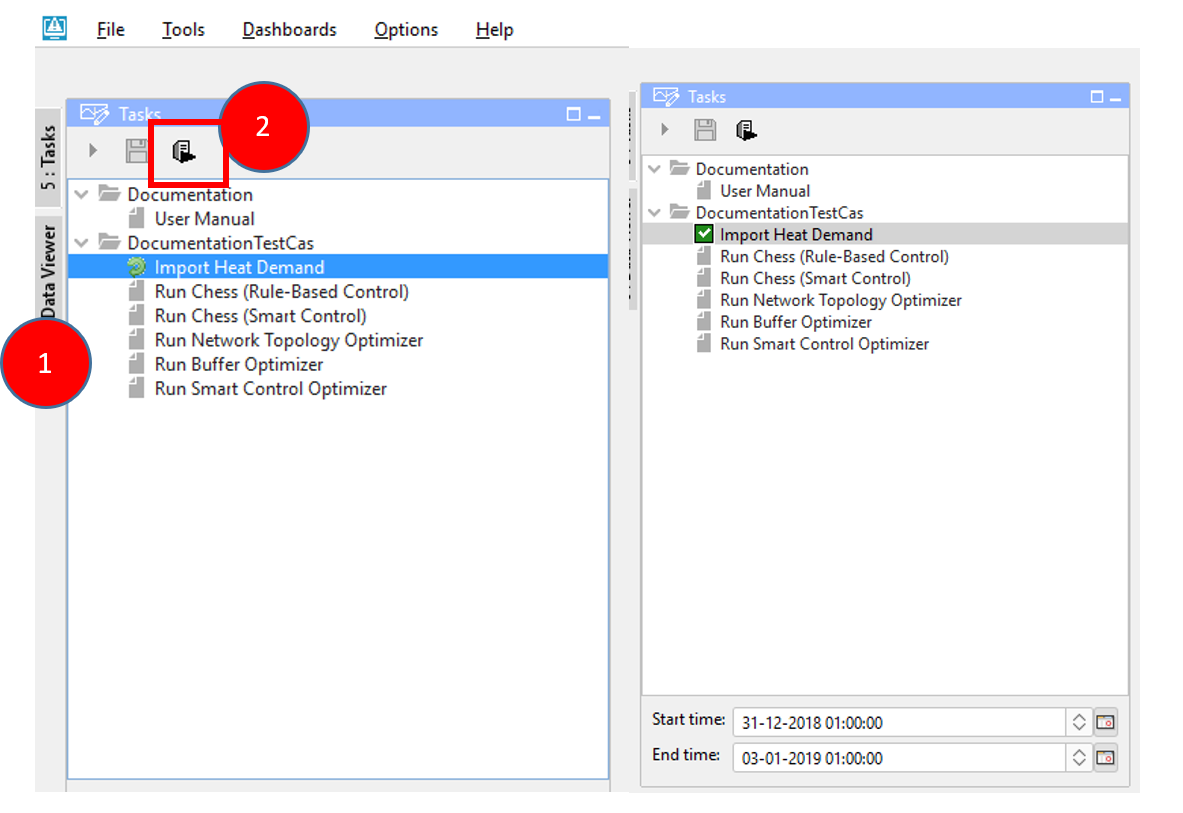 File Tools Dashboards Options Help
Tasks
2
5 : Tasks
Documentation
User Manual
DocumentationTestCas
Import Heat Demand
Run Chess (Rule-Based Control)
Run Chess (Smart Control)
Run Network Topology Optimizer
Run Buffer Optimizer
Run Smart Control Optimizer
Data Viewer
1
Tasks
Documentation
User Manual
DocumentationTestCas
Import Heat Demand
Run Chess (Rule-Based Control)
Run Chess (Smart Control)
Run Network Topology Optimizer
Run Buffer Optimizer
Run Smart Control Optimizer
Start time: 31-12-2018 01:00:00
End time: 03-01-2019 01:00:00